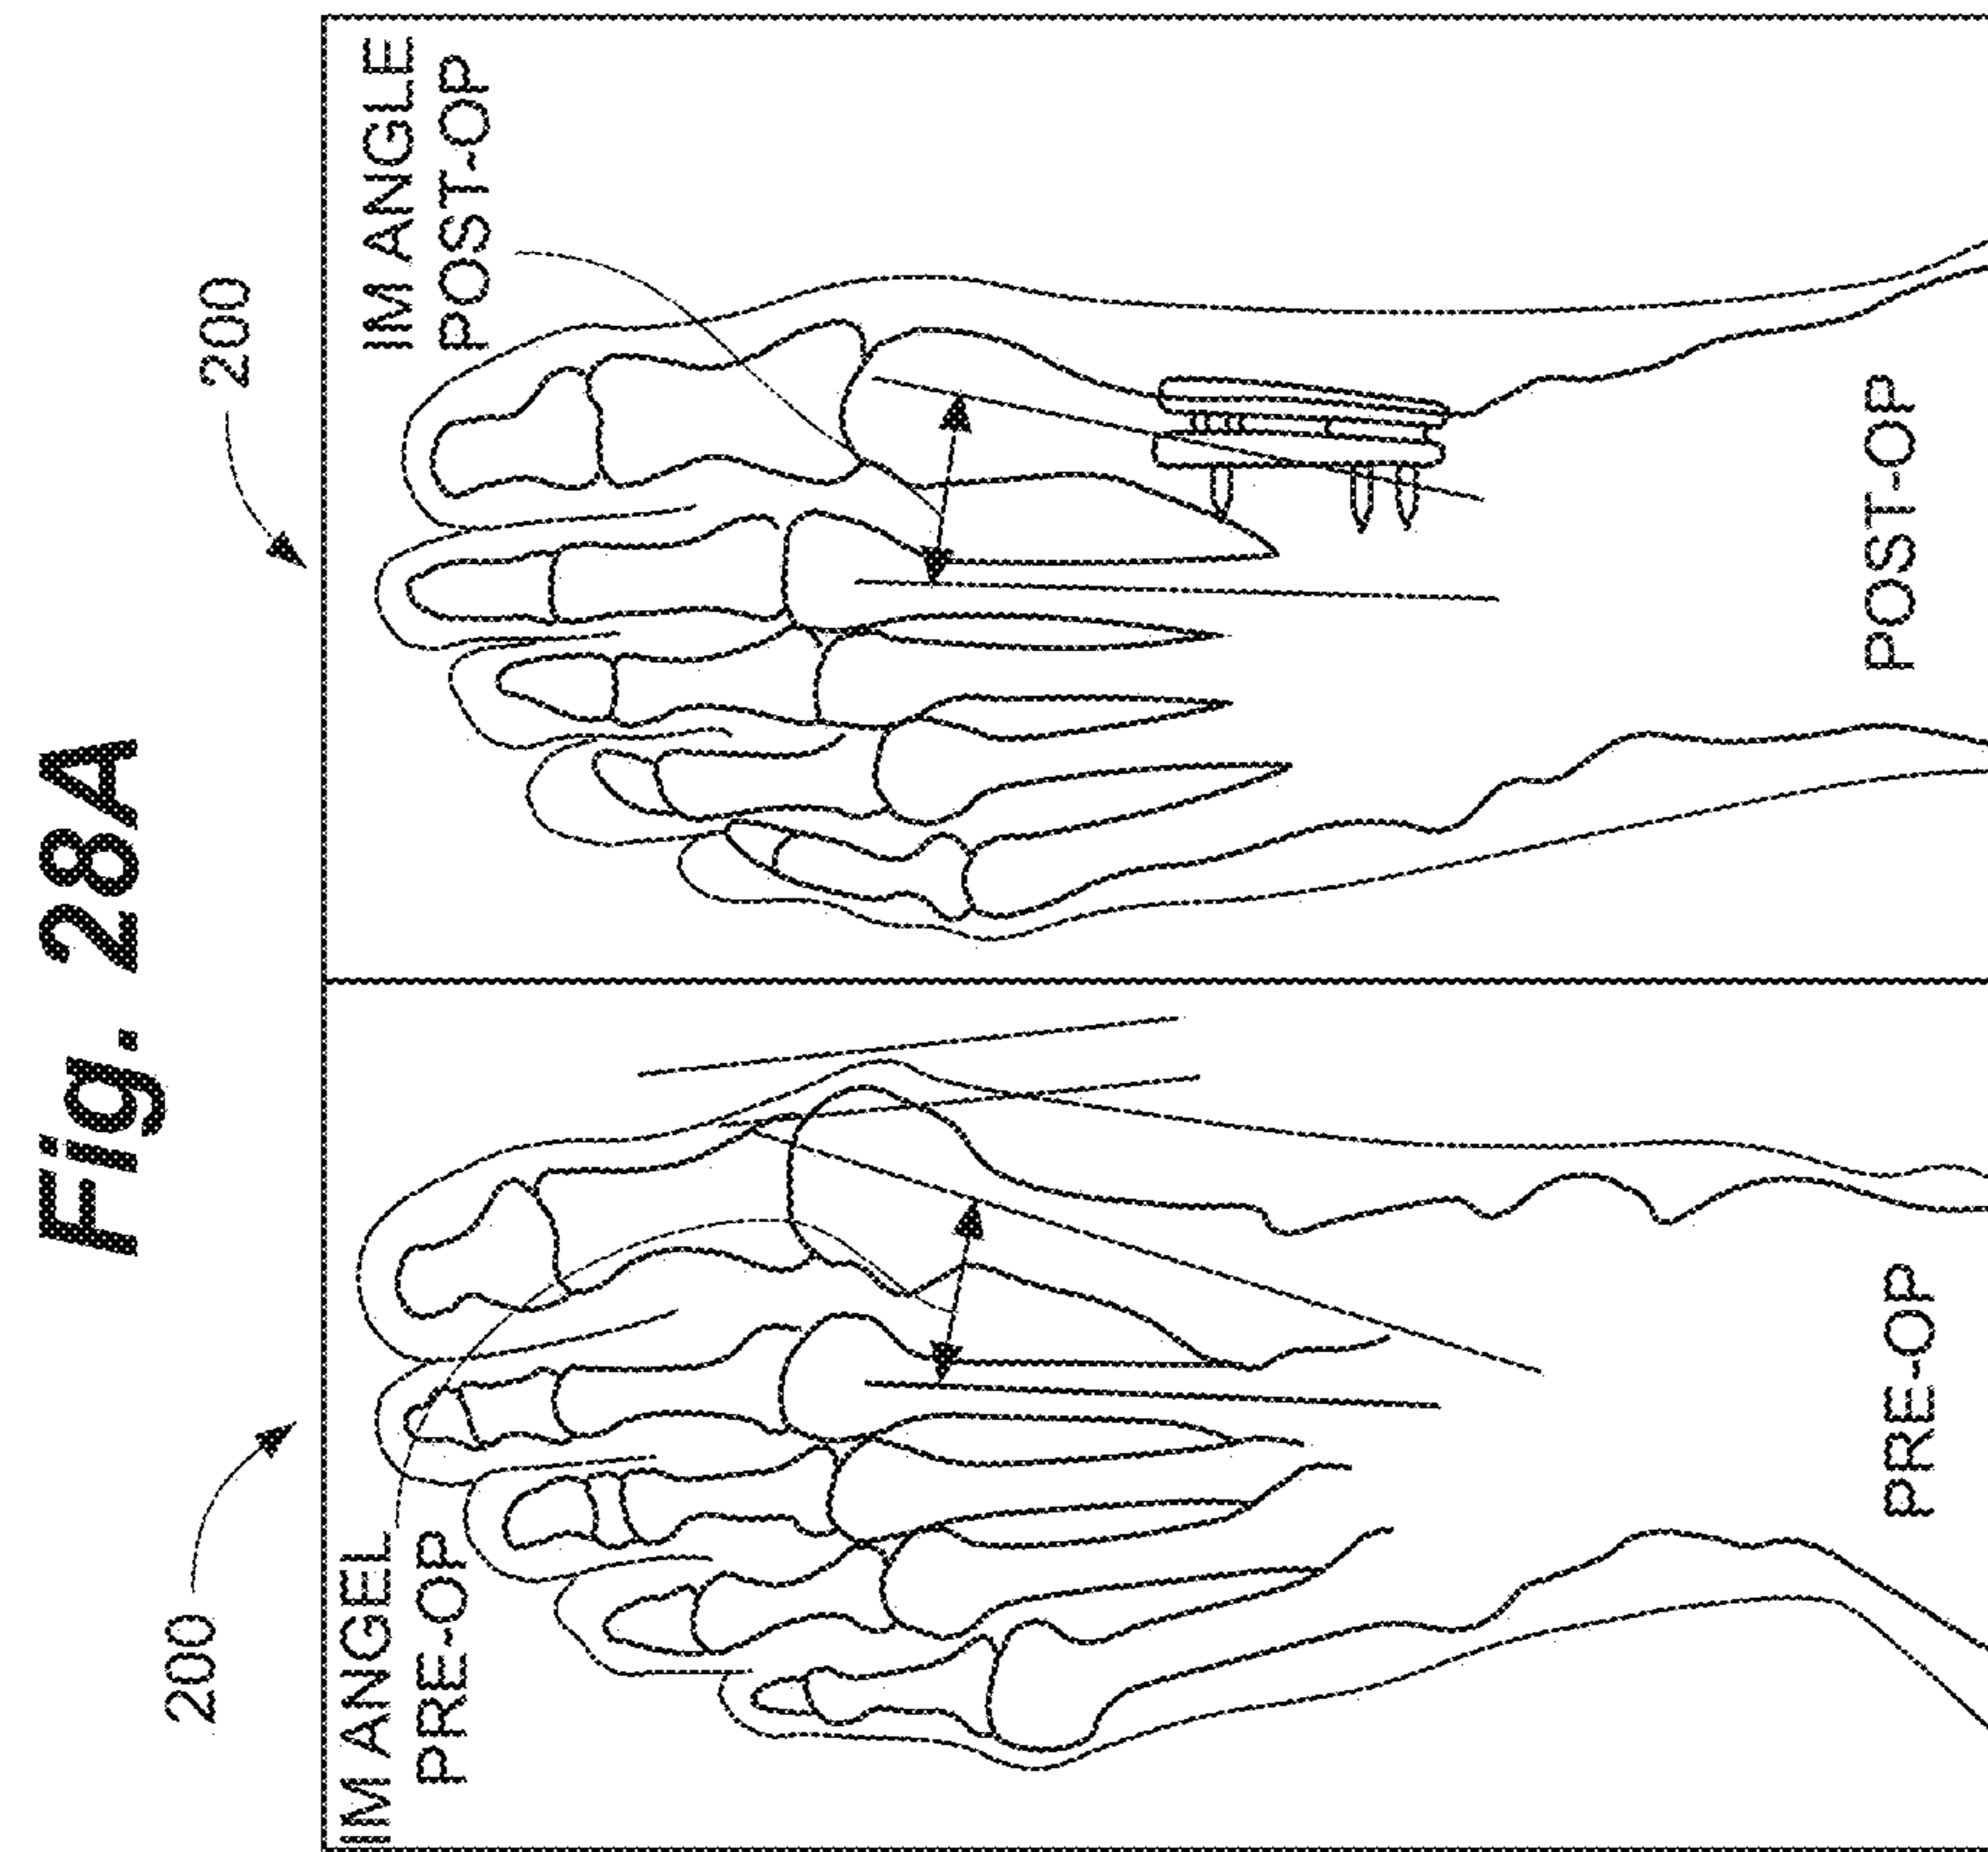 Fig. 28A
200
200
IM ANGEL
PRE-OP
IM ANGLE
POST-OP
PRE-OP
POST-OP